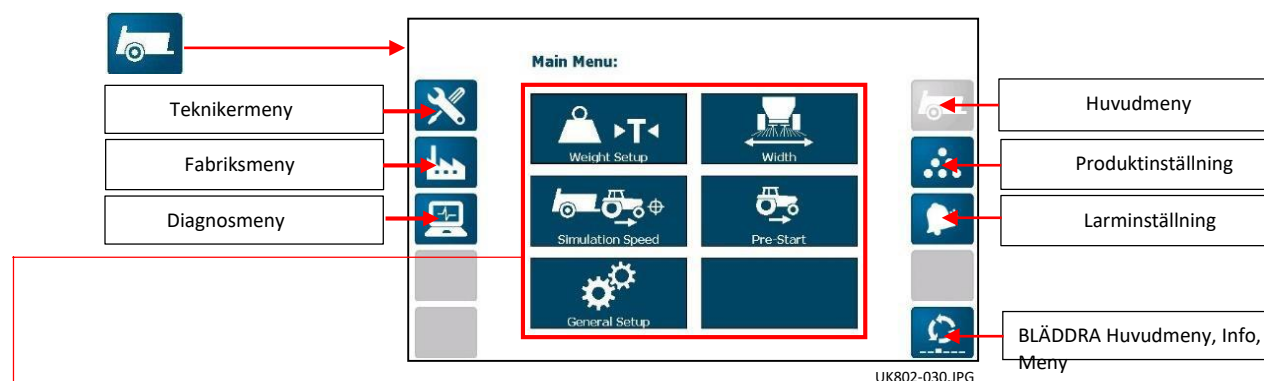 Main Menu:
Teknikermeny
Fabriksmeny
Diagnosmeny
T
Weight Setup
Width
Simulation Speed
Pre-Start
General Setup
Huvudmeny
Produktinställning
Larminställning
BLÄDDRA Huvudmeny, Info,
Meny
UK802-030.JPG